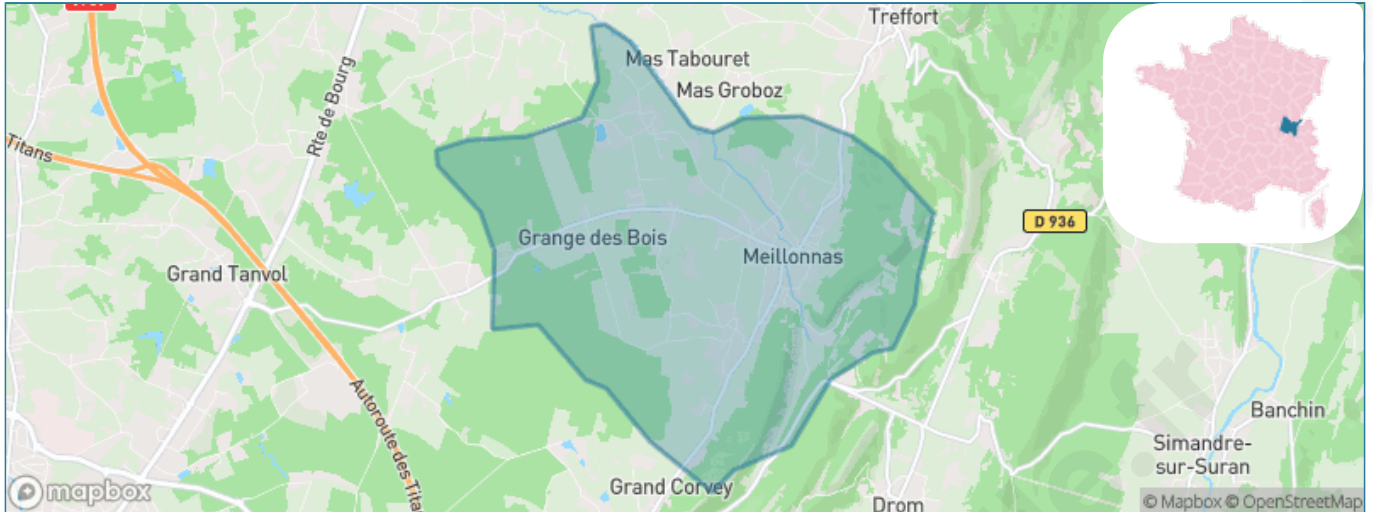 Treffort
Mas Tabouret
Mas Groboz
Rte de Bourg
Titans
D 936
Grange des Bois
Meillonnas
Grand Tanvol
Autoroute des Tita
Banchin
Simandre-
sur-Suran
Grand Corvey
Drom
mapbox
© Mapbox © OpenStreetMap